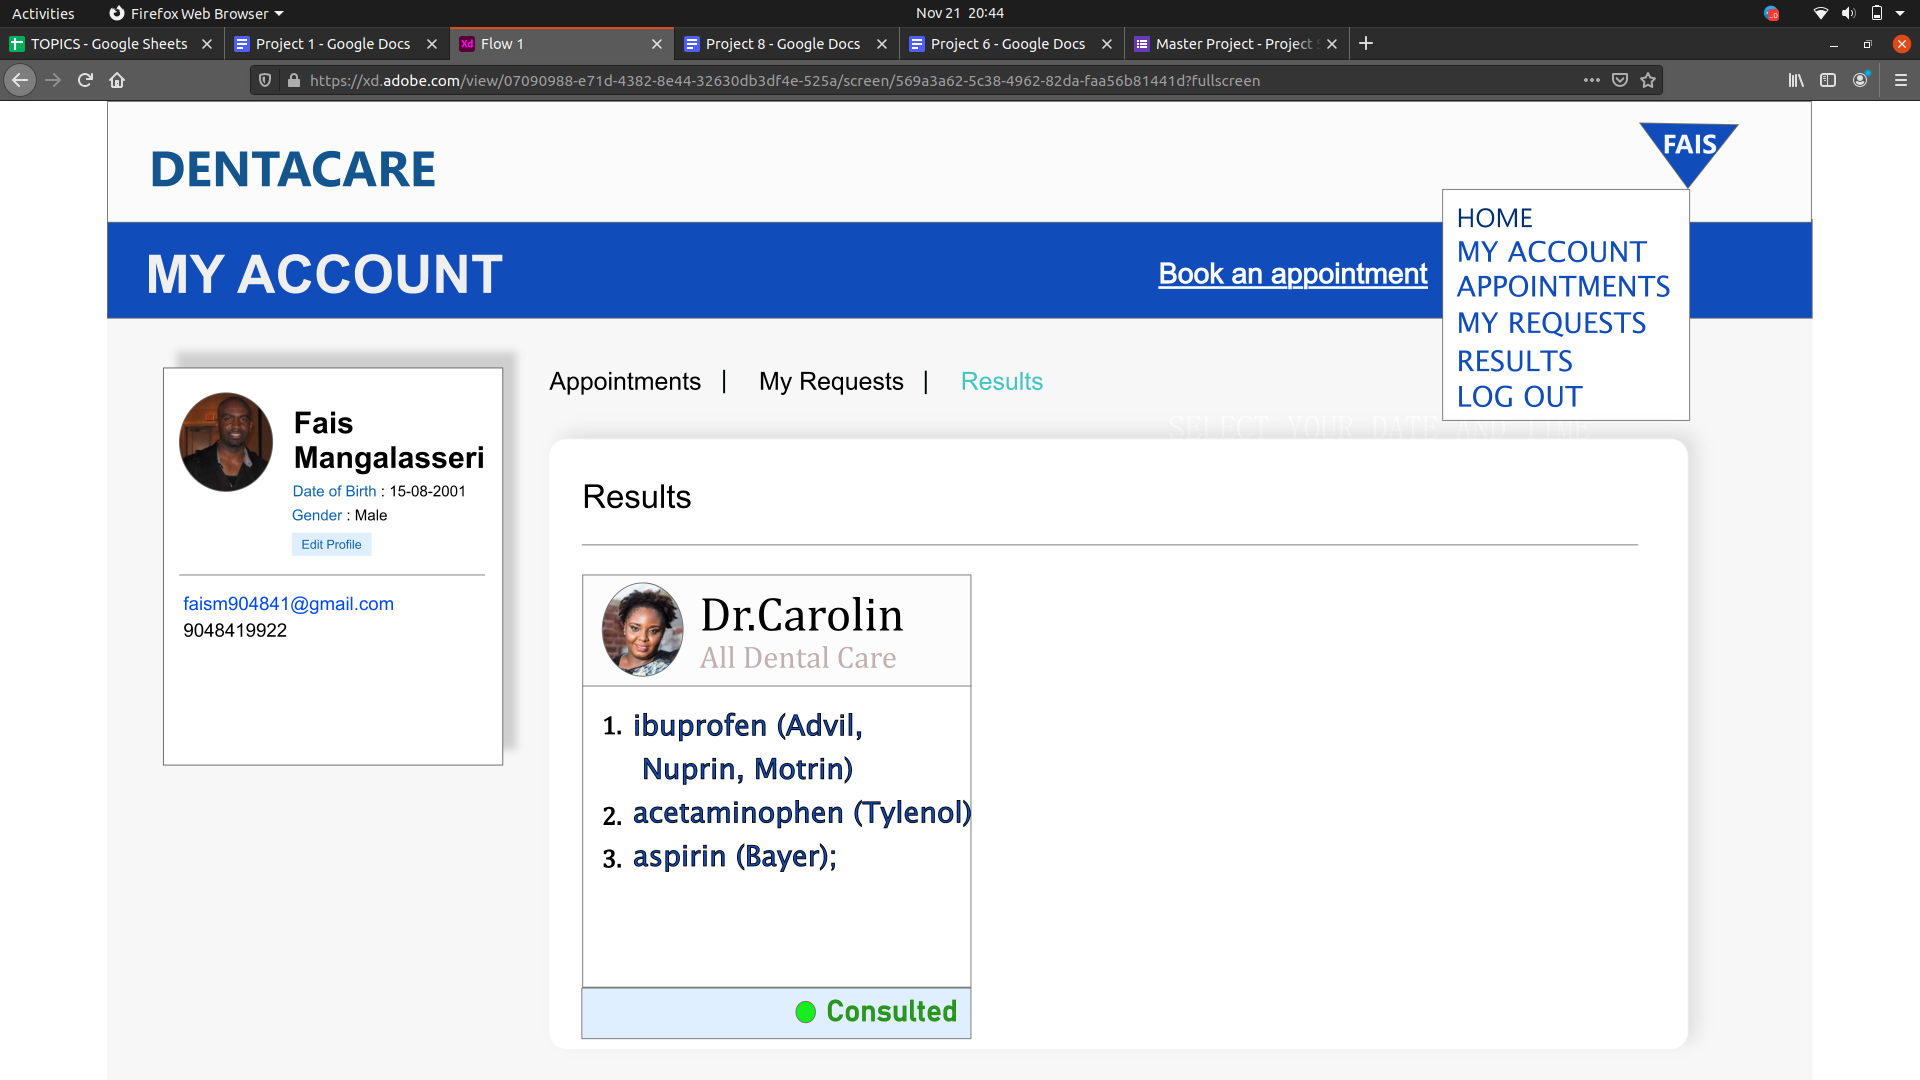 Activities
Firefox Web Browser
Nov 21 20:44
TOPICS - Google Sheets
Project 1 - Google Docs
Xd
Flow 1
Project 8 - Google Docs
Project 6 - Google Docs
Master Project - Project
https://xd.adobe.com/view/07090988-e71d-4382-8e44-32630db3df4e-525a/screen/569a3a62-5c38-4962-82da-faa56b81441d?fullscreen
DENTACARE
FAIS
HOME
MY ACCOUNT
APPOINTMENTS
MY REQUESTS
RESULTS
LOG OUT
MY ACCOUNT
Book an appointment
Fais
Mangalasseri
Date of Birth : 15-08-2001
Gender : Male
Edit Profile
faism904841@gmail.com
9048419922
Appointments | My Requests | Results
SELECT YOUR DATE AND TIME
Results
Dr.Carolin
All Dental Care
1. ibuprofen (Advil,
Nuprin, Motrin)
2. acetaminophen (Tylenol)
3. aspirin (Bayer);
Consulted